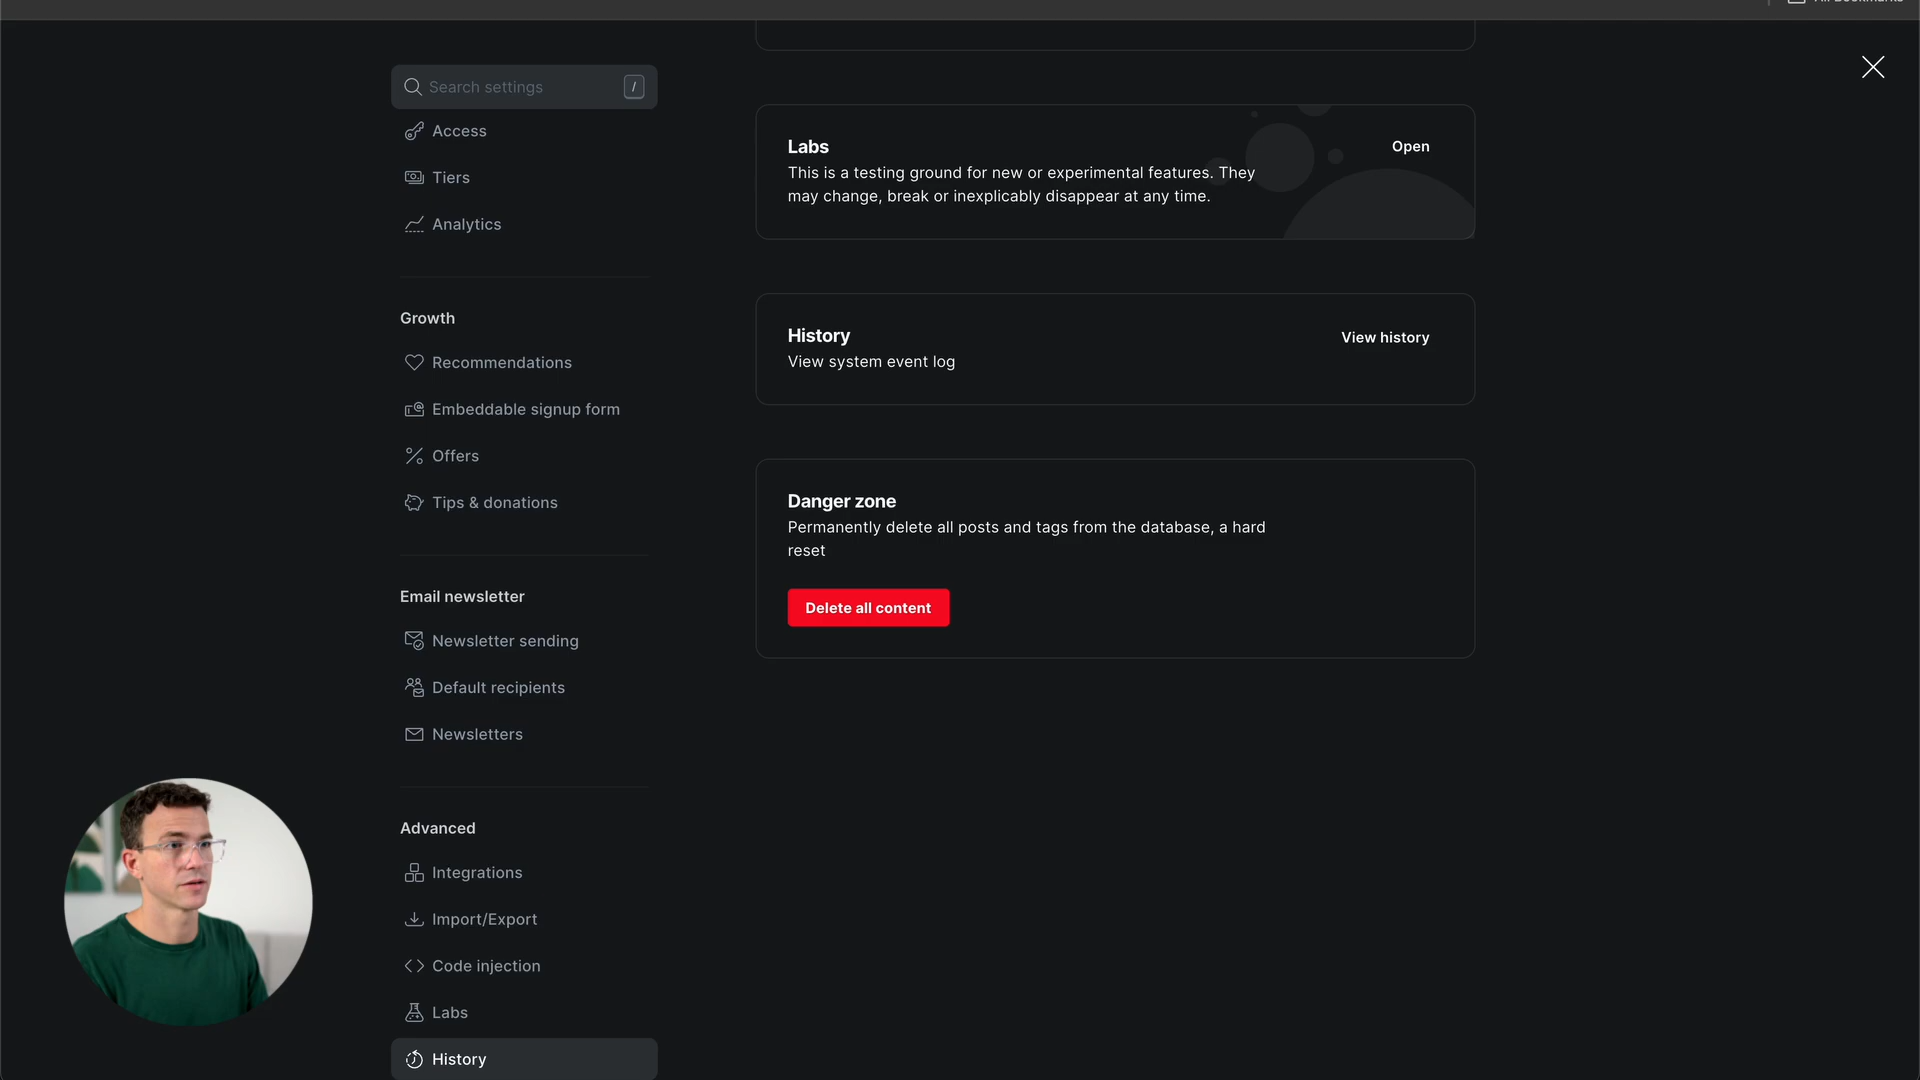 Search settings
/
Access
Tiers
Analytics
Growth
Recommendations
Embeddable signup form
Offers
Tips & donations
Email newsletter
Newsletter sending
Default recipients
Newsletters
Advanced
Integrations
Import/Export
Code injection
Labs
History
Labs
Open
This is a testing ground for new or experimental features. They
may change, break or inexplicably disappear at any time.
History
View history
View system event log
Danger zone
Permanently delete all posts and tags from the database, a hard
reset
Delete all content